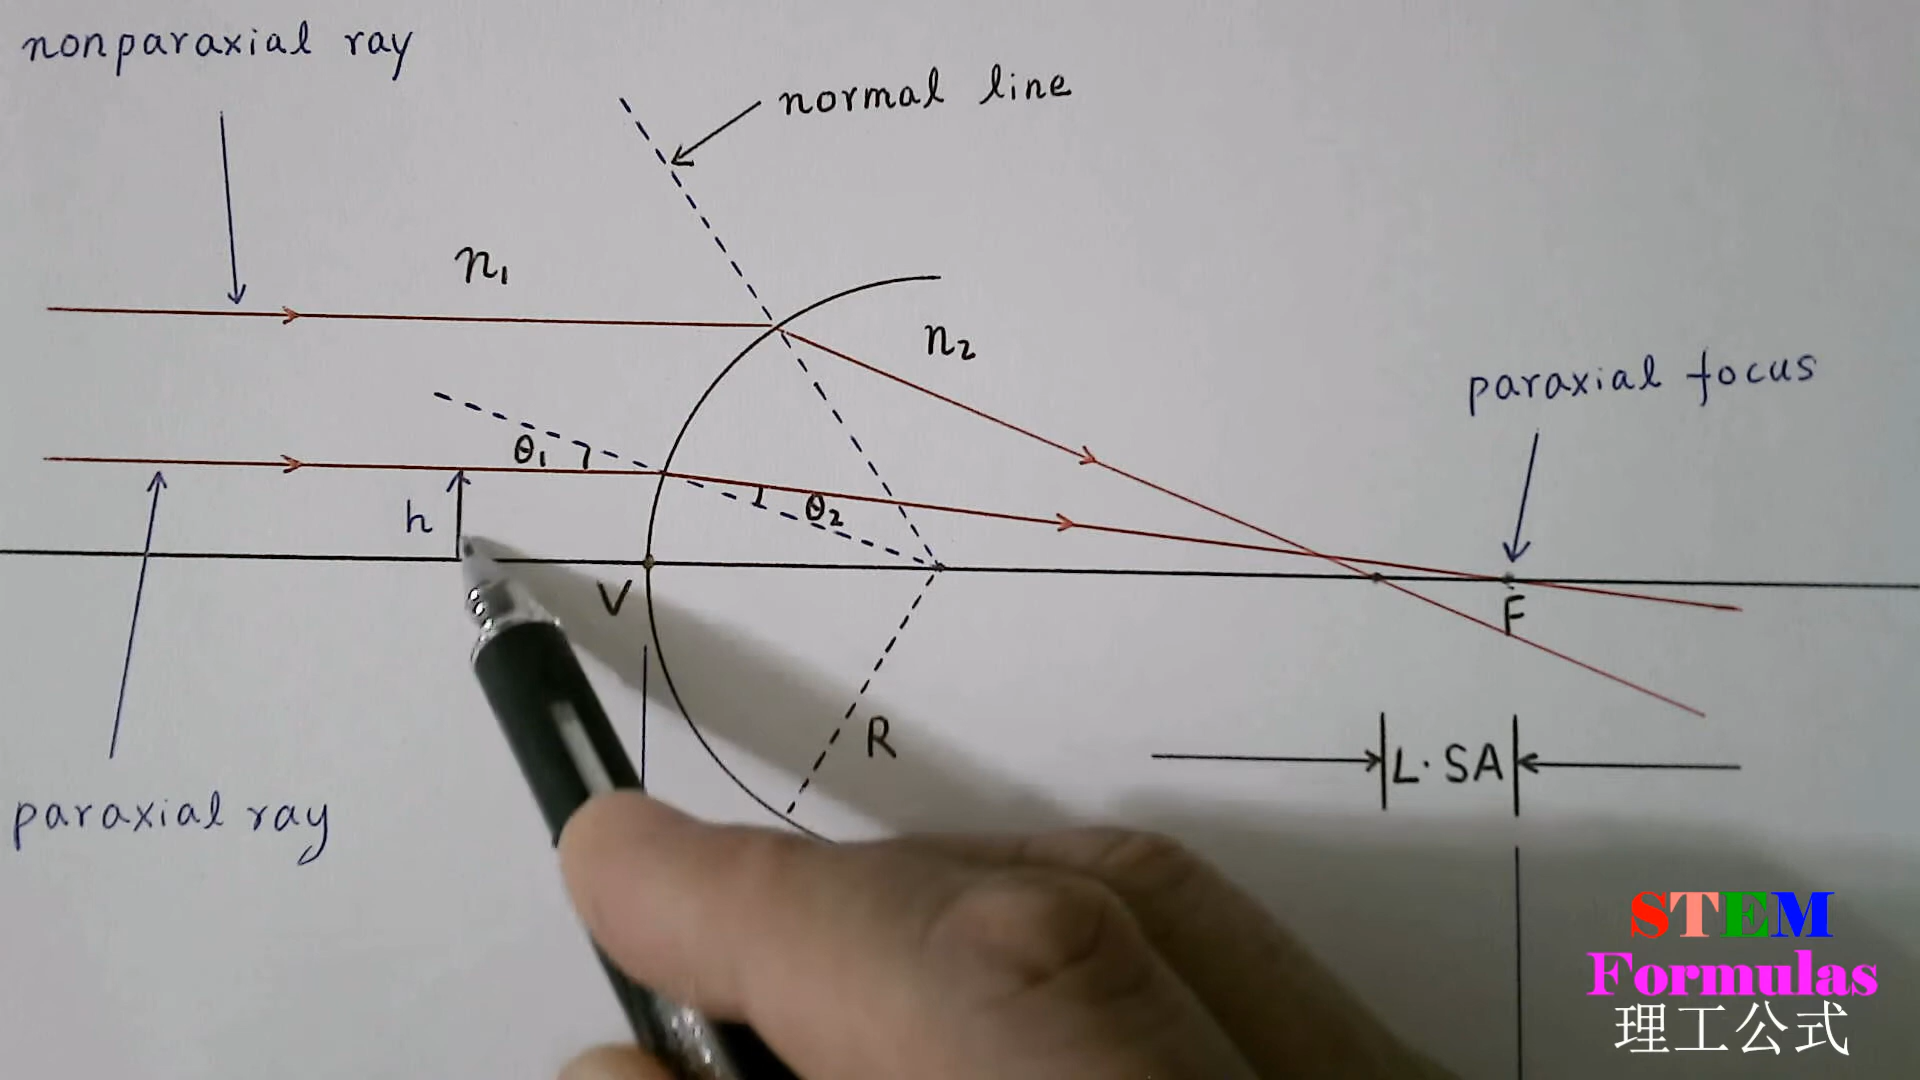 nonparaxial ray
normal line
n₁
n₂
paraxial focus
θ₁
θ₂
h
V
F
R
L·SA
paraxial ray
STEM
Formulas
理工公式